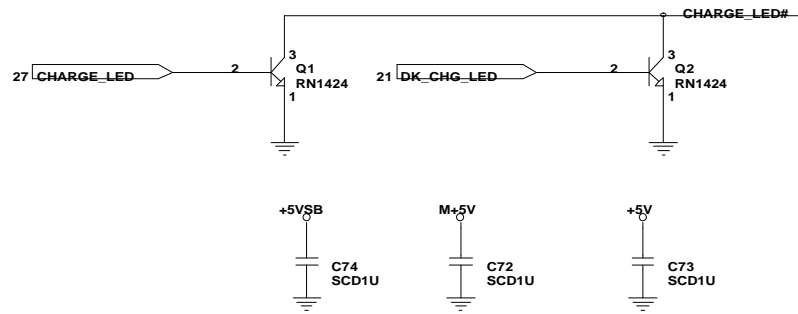 CHARGE_LED#
3
Q1
RN1424
2
1
27 CHARGE_LED
3
Q2
RN1424
2
1
21 DK_CHG_LED
+5VSB
M+5V
+5V
C74
SCD1U
C72
SCD1U
C73
SCD1U